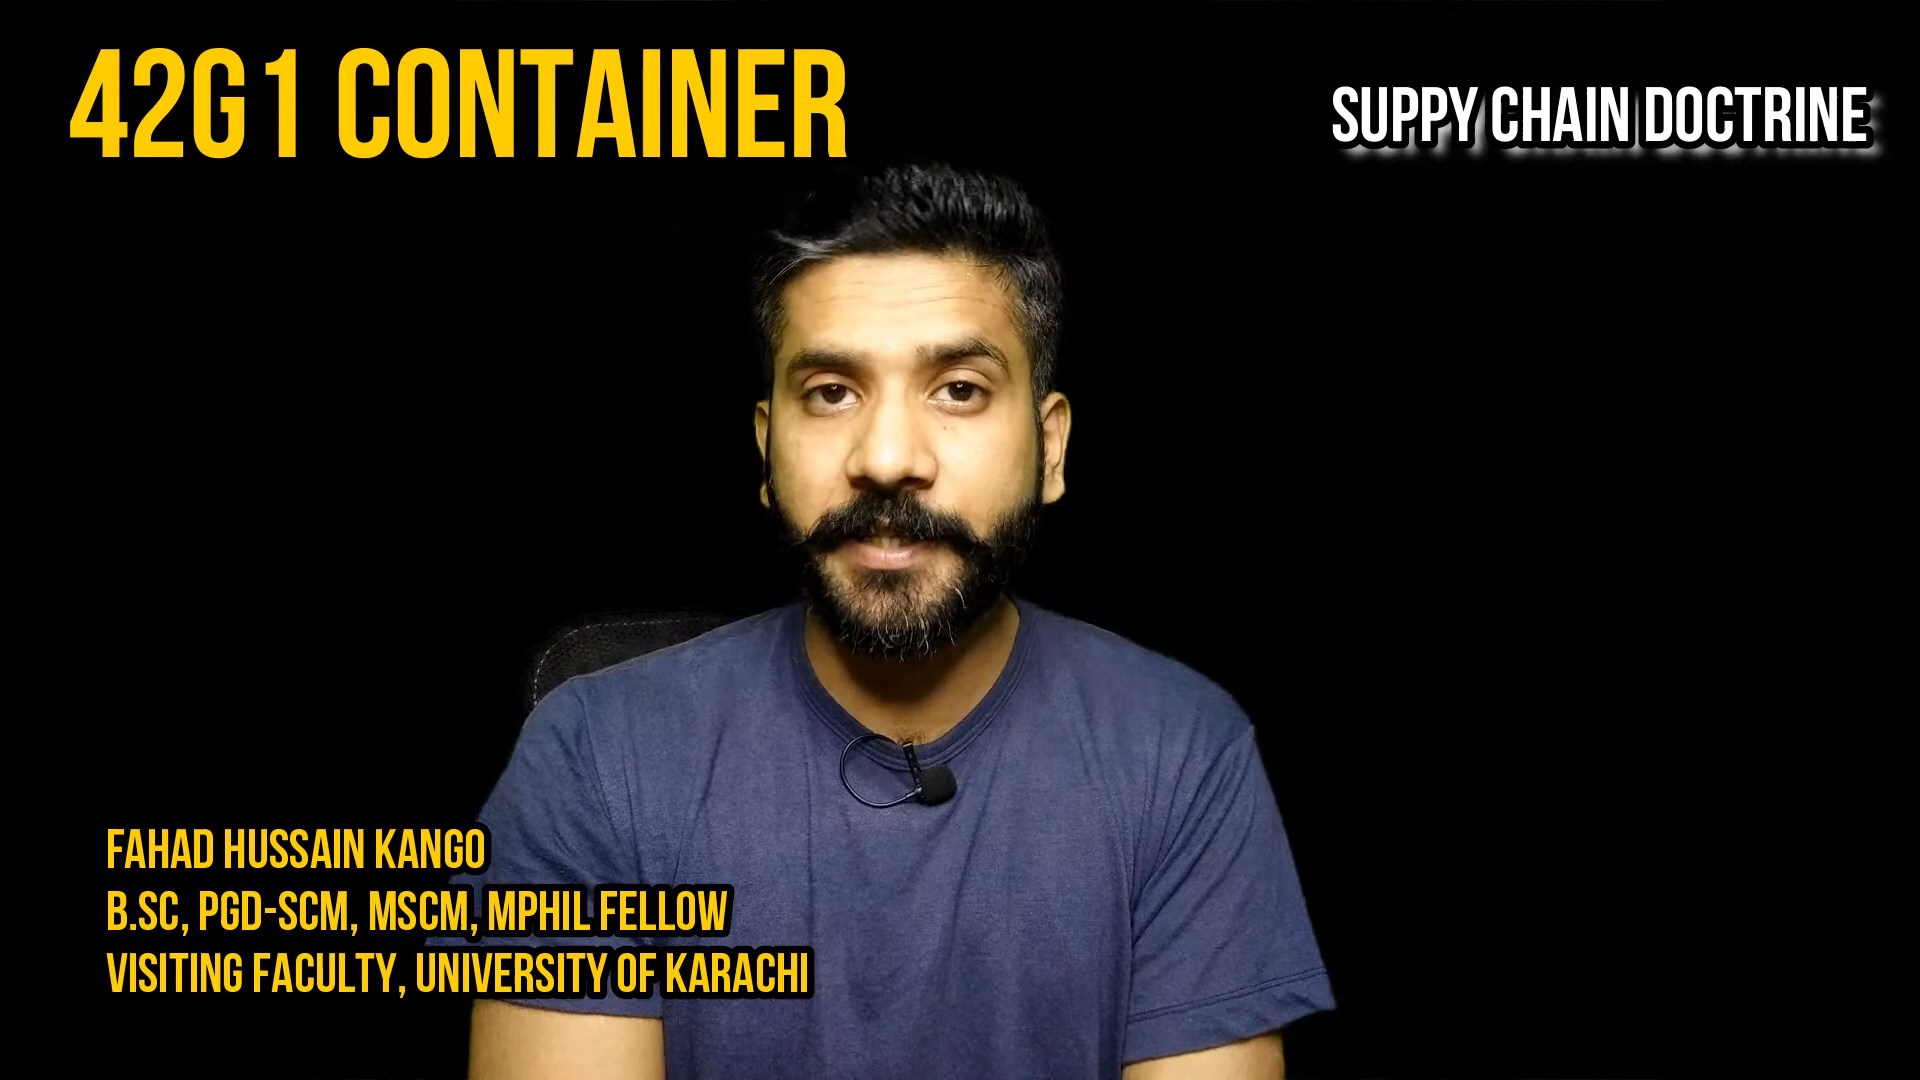 42G1 CONTAINER
SUPPY CHAIN DOCTRINE
FAHAD HUSSAIN KANGO
B.SC, PGD-SCM, MSCM, MPHIL FELLOW
VISITING FACULTY, UNIVERSITY OF KARACHI